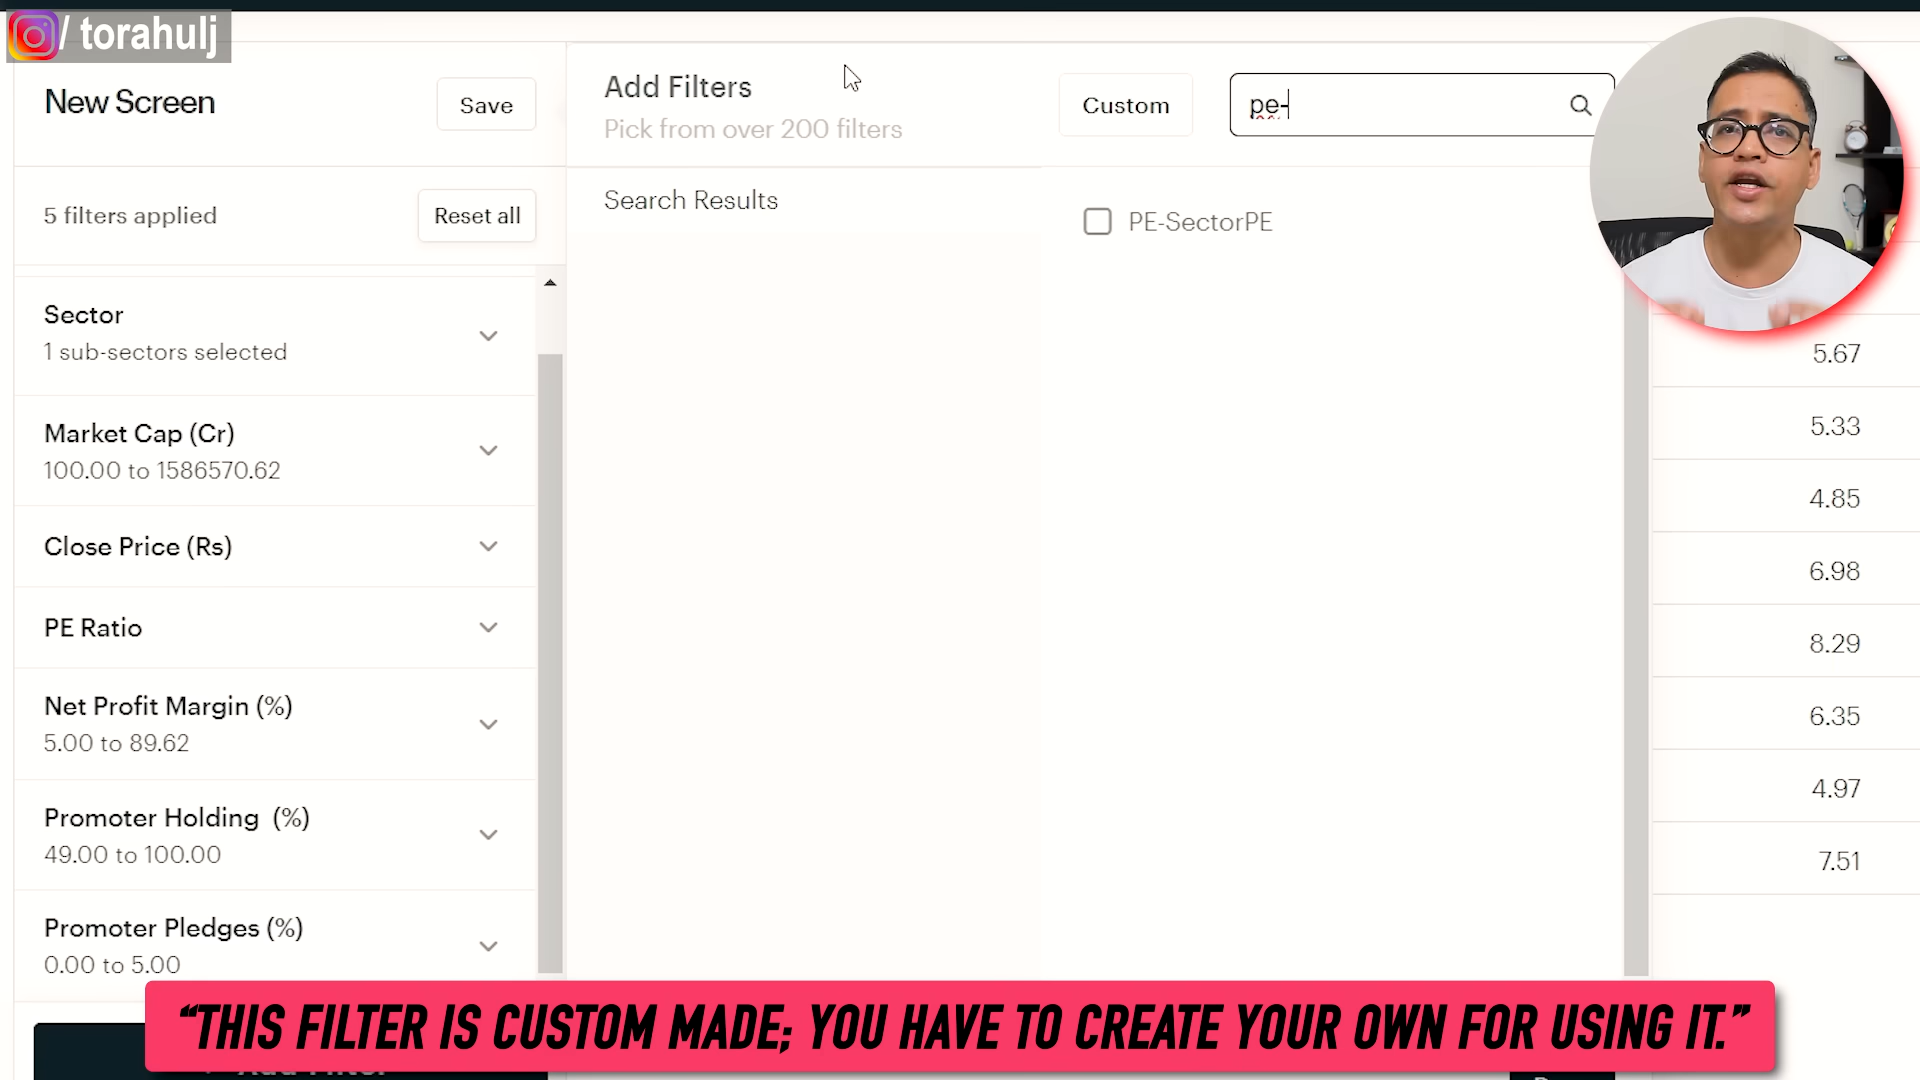 / torahulj
New Screen
Save
5 filters applied
Reset all
Sector
1 sub-sectors selected
Market Cap (Cr)
100.00 to 1586570.62
Close Price (Rs)
PE Ratio
Net Profit Margin (%)
5.00 to 89.62
Promoter Holding (%)
49.00 to 100.00
Promoter Pledges (%)
0.00 to 5.00
Add Filter
Add Filters
Pick from over 200 filters
Custom
pe-
Search Results
PE-SectorPE
5.67
5.33
4.85
6.98
8.29
6.35
4.97
7.51
“THIS FILTER IS CUSTOM MADE; YOU HAVE TO CREATE YOUR OWN FOR USING IT.”